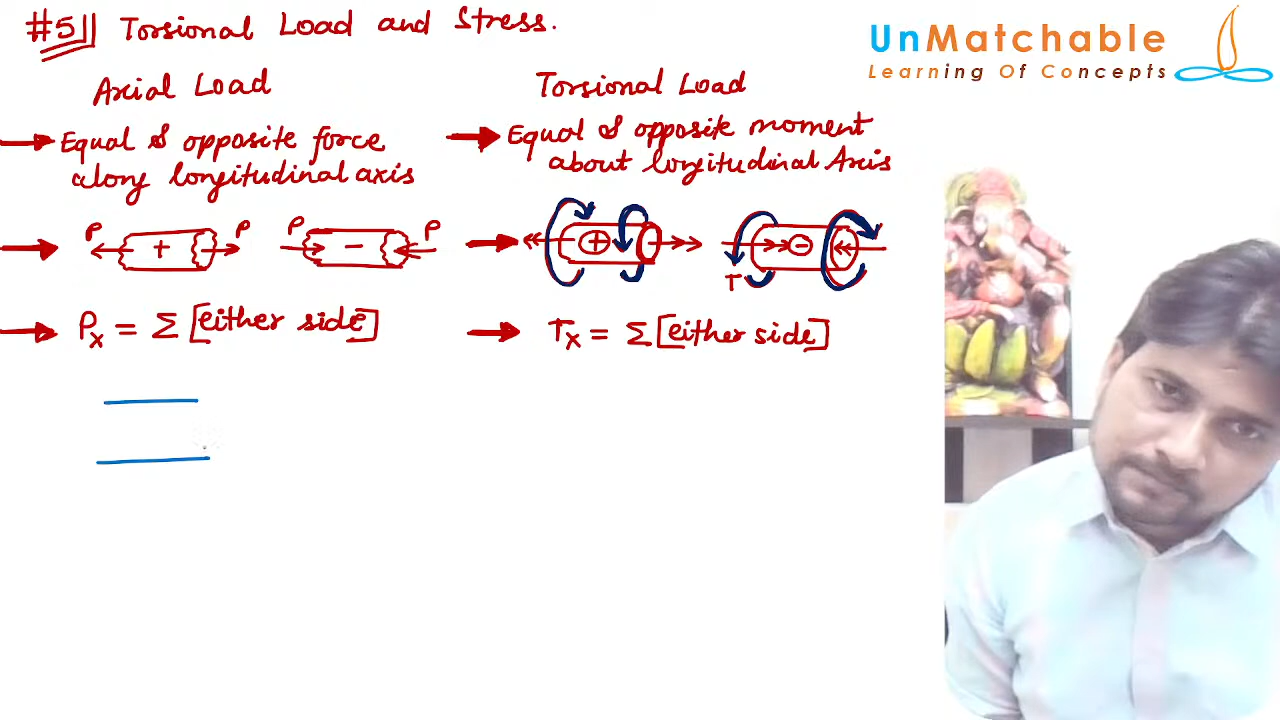 #5 Torsional Load and Stress.
UnMatchable
Learning Of Concepts
Axial Load
Equal & opposite force
along longitudinal axis
P P P P
+ -
Px = Σ [either side]
Torsional Load
Equal & opposite moment
about longitudinal Axis
+ -
T
Tx = Σ [either side]